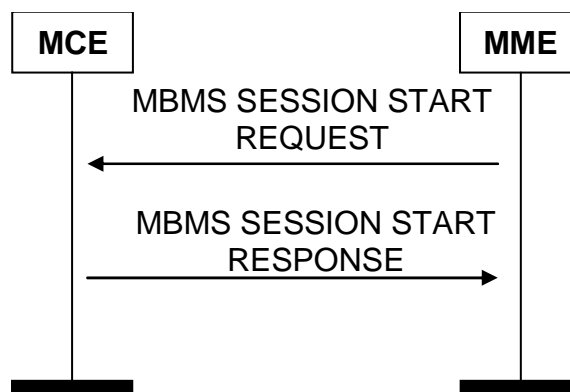 MCE
MME
MBMS SESSION START
REQUEST
MBMS SESSION START
RESPONSE